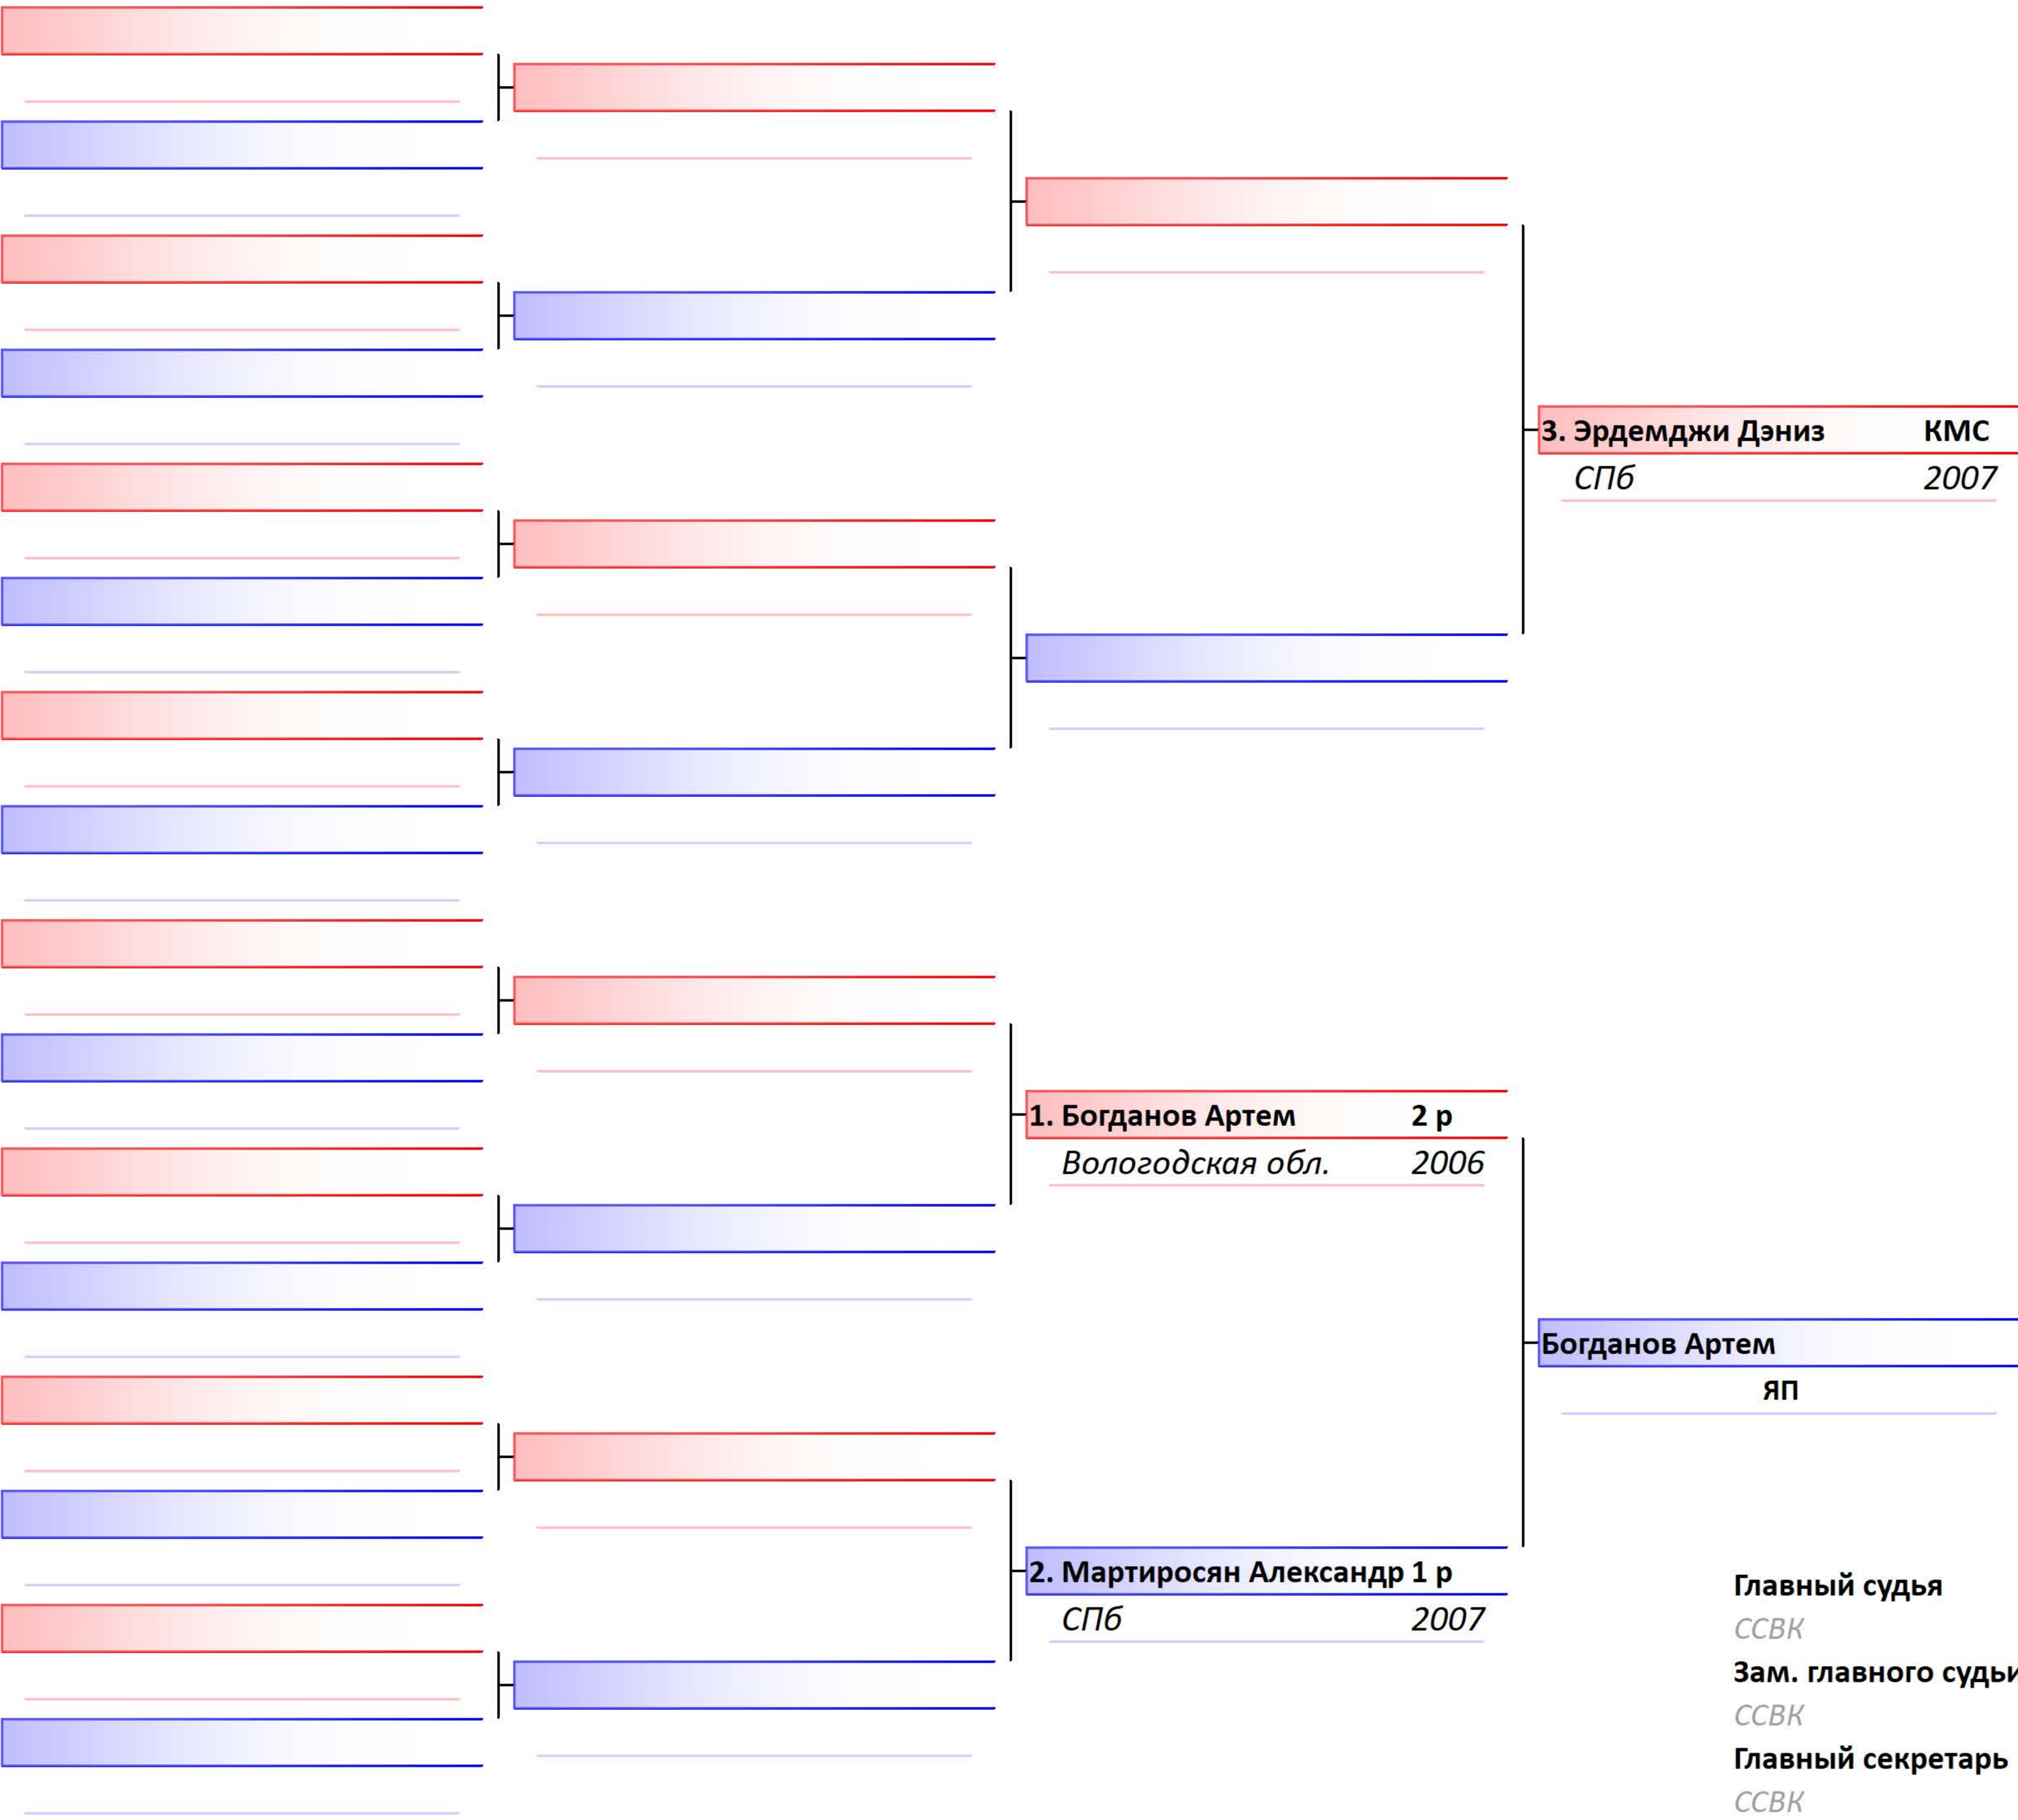 3. Эрдемджи Дэниз КМС
СПб 2007
1. Богданов Артем 2 р
Вологодская обл. 2006
Богданов Артем
ЯП
2. Мартиросян Александр 1 р
СПб 2007
Главный судья
ССВК
Зам. главного судьи
ССВК
Главный секретарь
ССВК